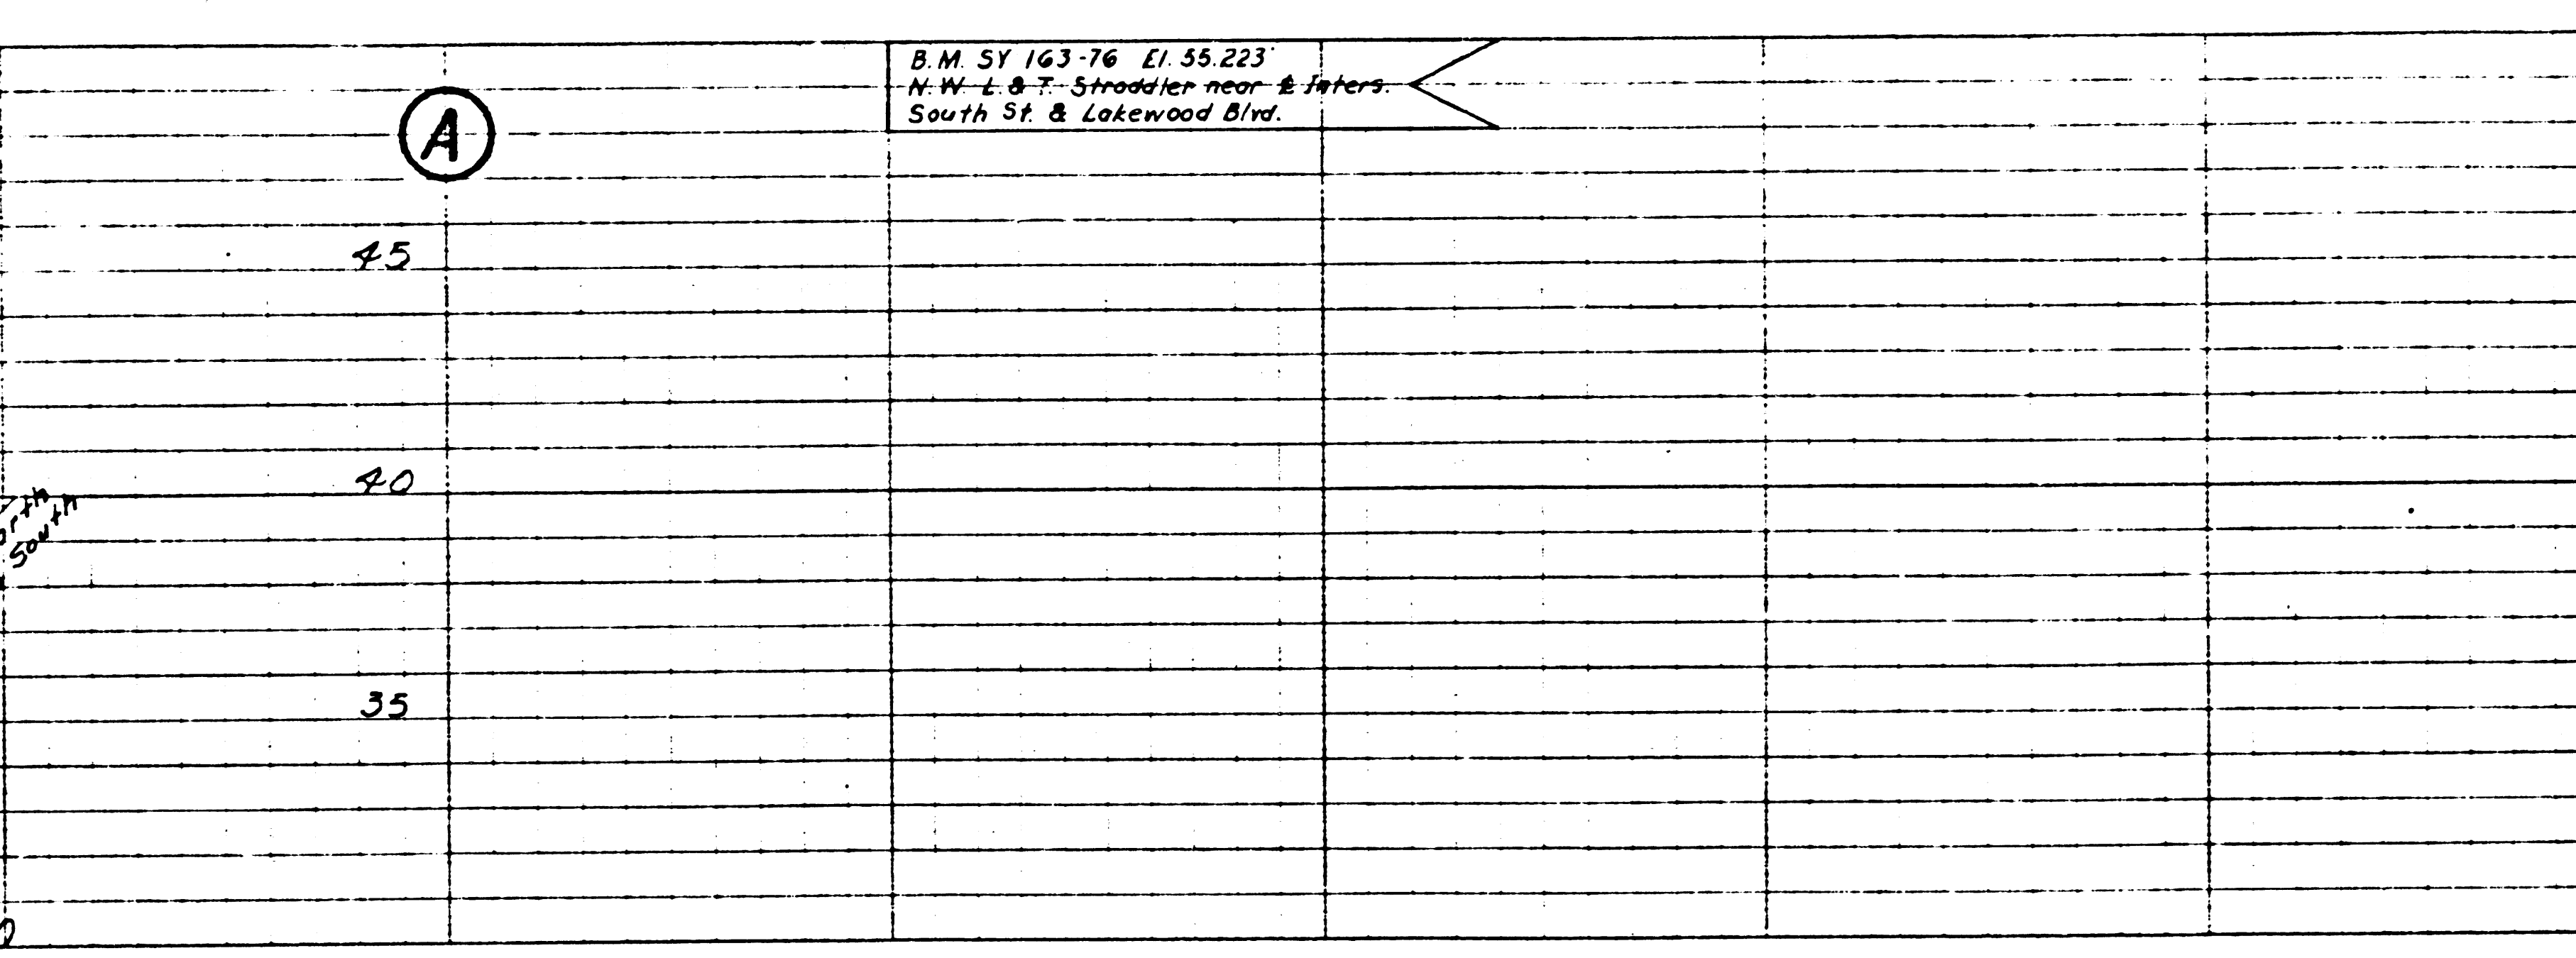 B.M. SY 163-76 El. 55.223'
N.W. L. & T. Straddler near ℄ Inters.
South St. & Lakewood Blvd.
A
45
40
South
35